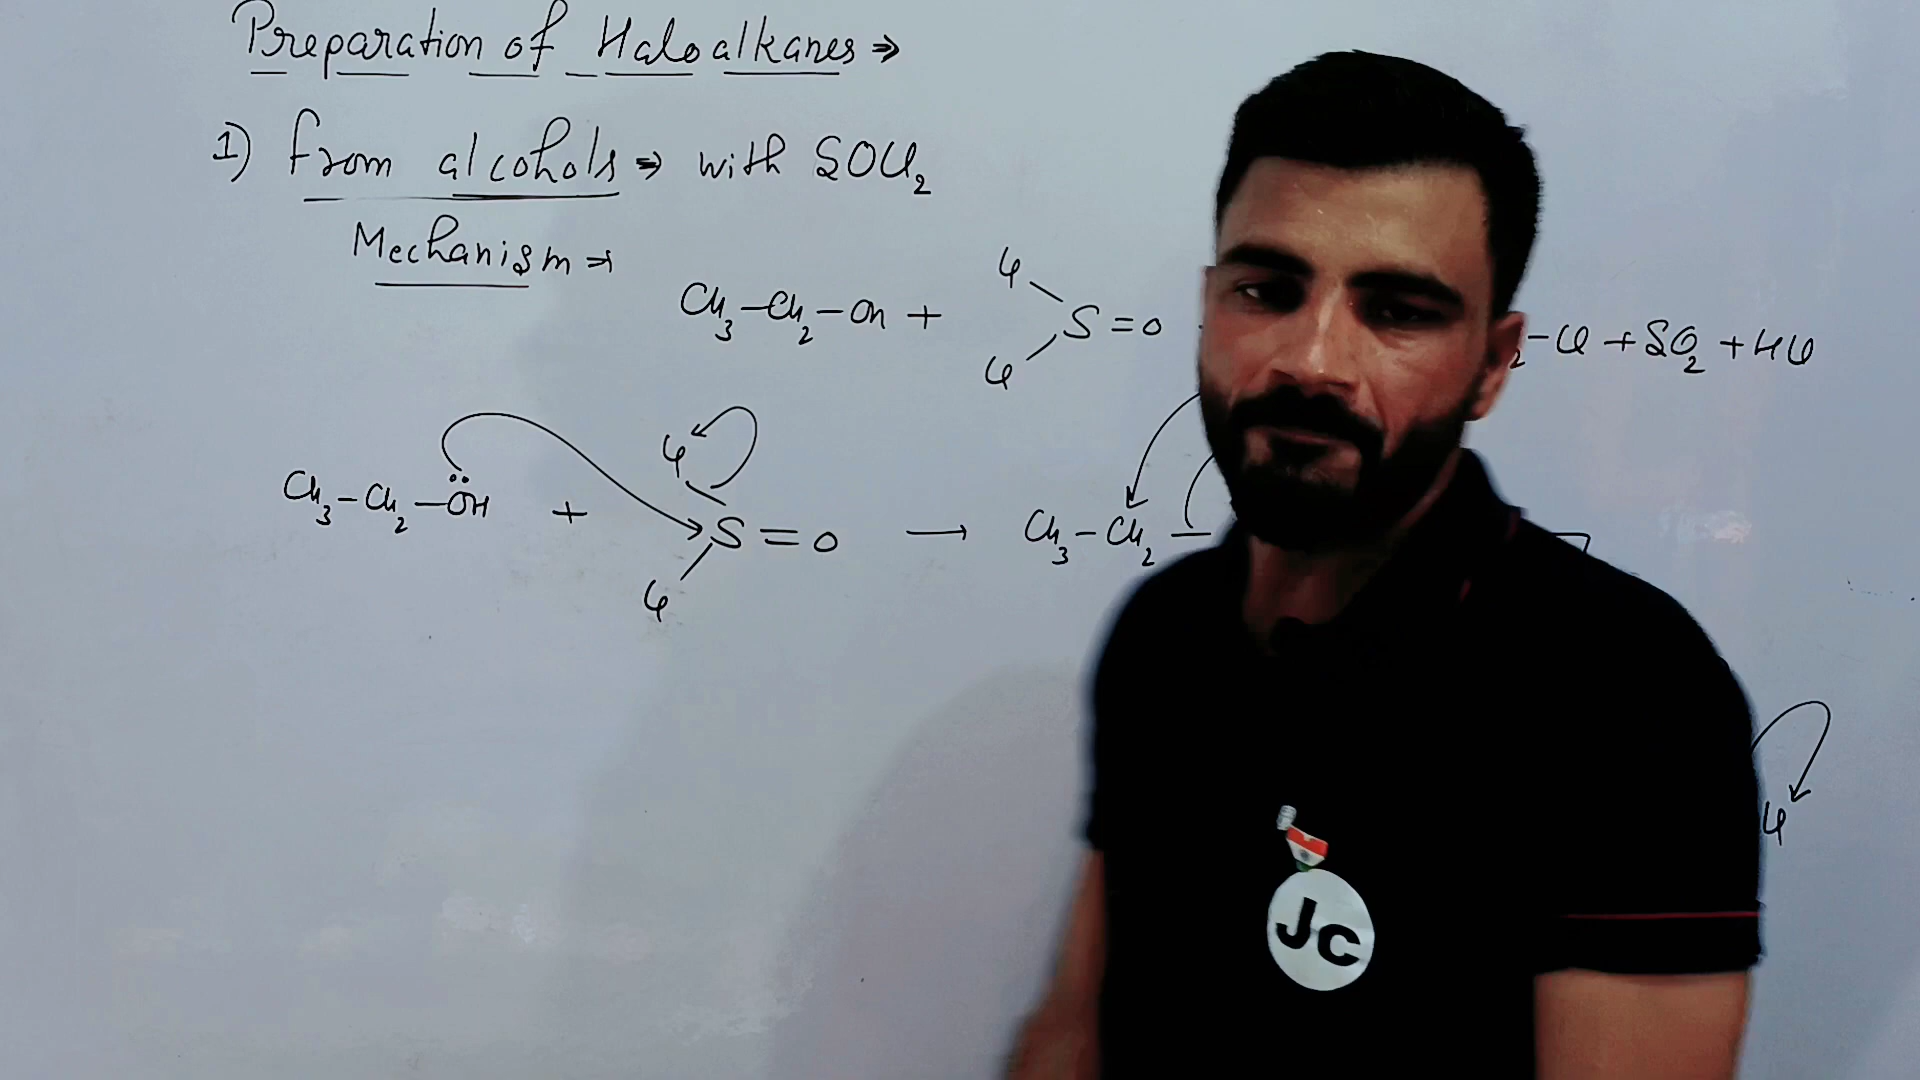 Preparation of Haloalkanes ⇒
1) from alcohols ⇒ with SOCl₂
Mechanism ⇒
CH₃-CH₂-OH + Cl Cl S=O ₂-Cl + SO₂ + HCl
CH₃-CH₂-ÖH + Cl Cl S=O → CH₃-CH₂-
Cl
JC